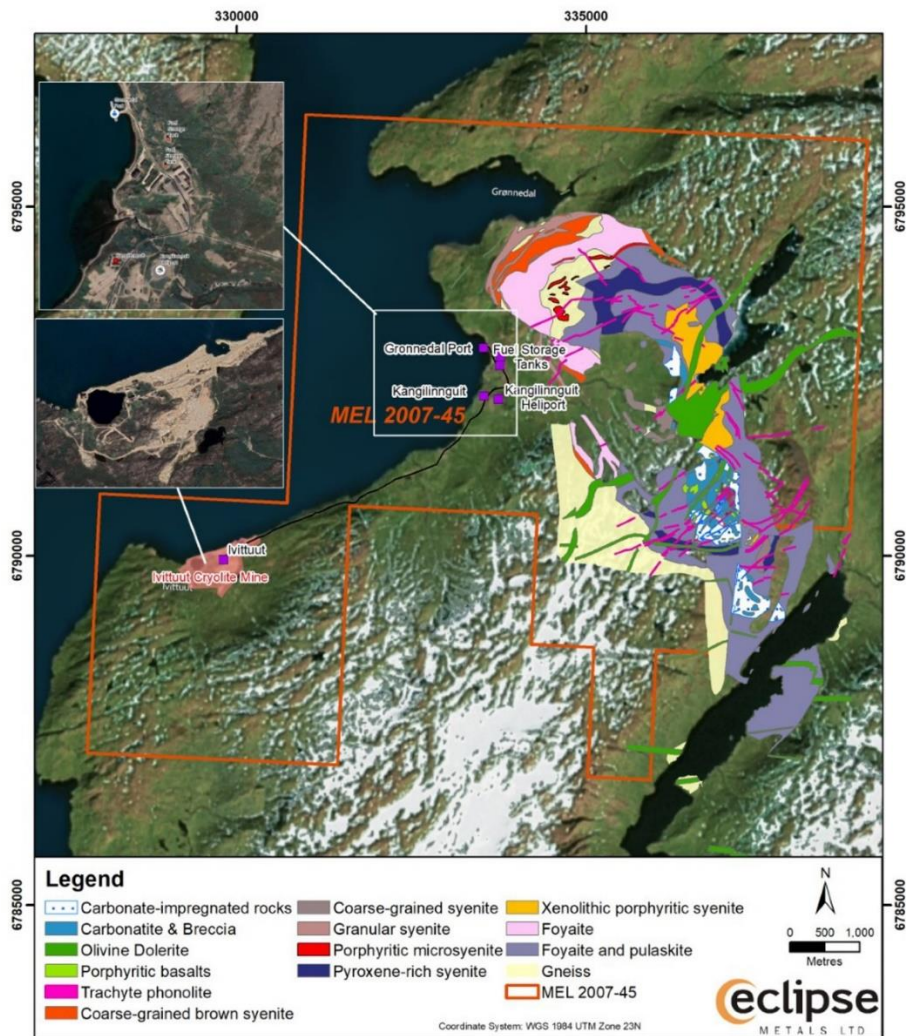 330000
335000
6795000
6795000
Grønnedal
Gronnedal Port
Fuel Storage
Tanks
Kangilinnguit
Kangilinnguit
Heliport
MEL 2007-45
Ivittuut
Ivittuut Cryolite Mine
Ivittuut
6790000
6790000
6785000
6785000
Legend
Carbonate-impregnated rocks
Carbonatite & Breccia
Olivine Dolerite
Porphyritic basalts
Trachyte phonolite
Coarse-grained brown syenite
Coarse-grained syenite
Granular syenite
Porphyritic microsyenite
Pyroxene-rich syenite
Xenolithic porphyritic syenite
Foyaite
Foyaite and pulaskite
Gneiss
MEL 2007-45
N
0 500 1,000
Metres
Coordinate System: WGS 1984 UTM Zone 23N
eclipse
METALS LTD